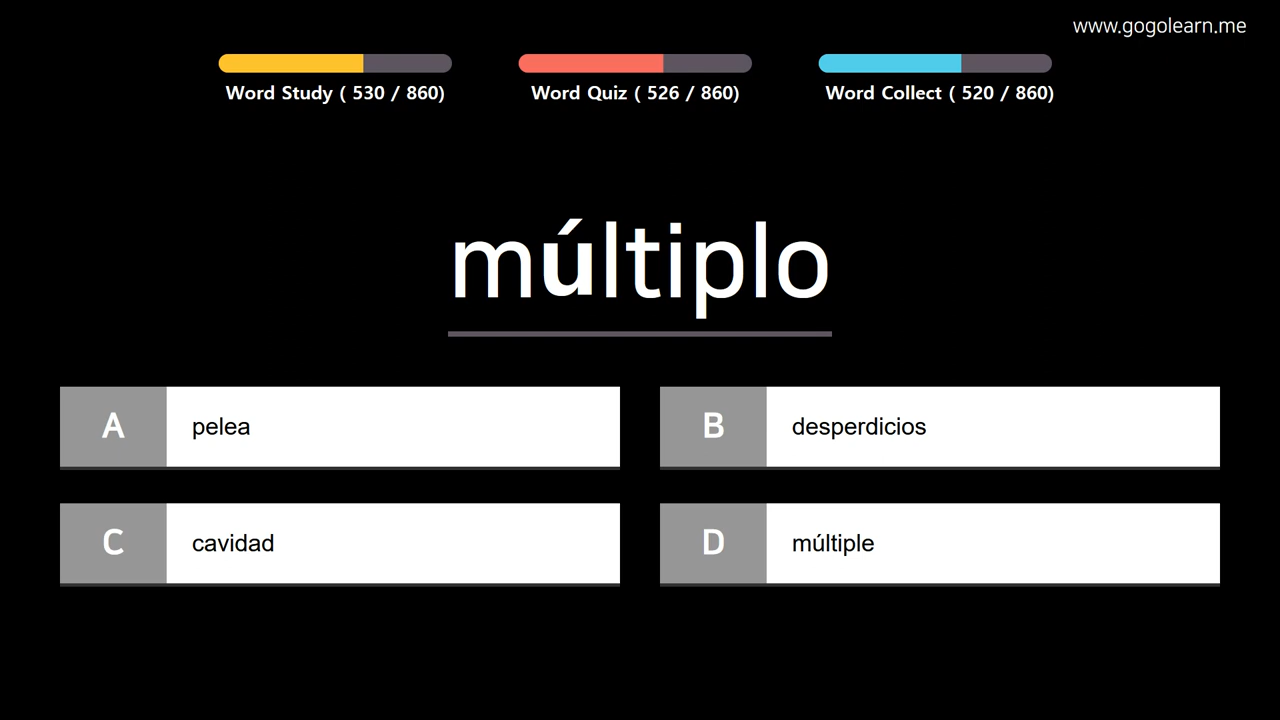 www.gogolearn.me
Word Study ( 530 / 860)
Word Quiz ( 526 / 860)
Word Collect ( 520 / 860)
múltiplo
A pelea
B desperdicios
C cavidad
D múltiple